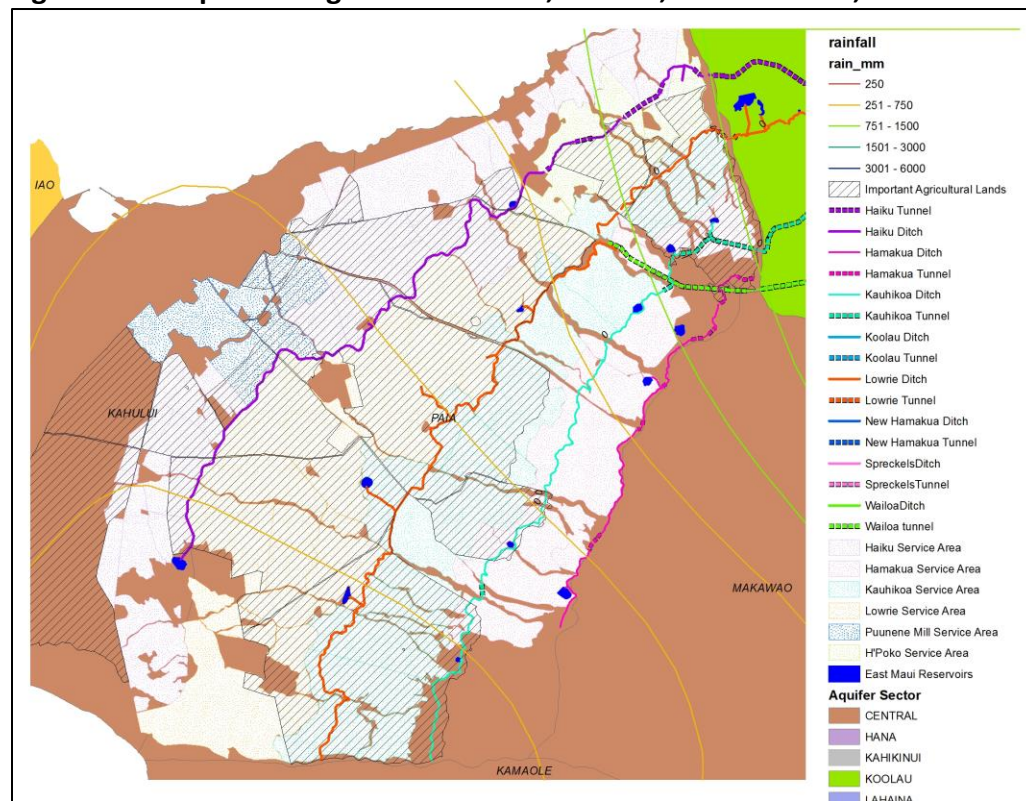 IAO
KAHULUI
PAIA
MAKAWAO
KAMAOLE
rainfall
rain_mm
250
251 - 750
751 - 1500
1501 - 3000
3001 - 6000
Important Agricultural Lands
Haiku Tunnel
Haiku Ditch
Hamakua Ditch
Hamakua Tunnel
Kauhikoa Ditch
Kauhikoa Tunnel
Koolau Ditch
Koolau Tunnel
Lowrie Ditch
Lowrie Tunnel
New Hamakua Ditch
New Hamakua Tunnel
SpreckelsDitch
SpreckelsTunnel
WailoaDitch
Wailoa tunnel
Haiku Service Area
Hamakua Service Area
Kauhikoa Service Area
Lowrie Service Area
Puunene Mill Service Area
H'Poko Service Area
East Maui Reservoirs
Aquifer Sector
CENTRAL
HANA
KAHIKINUI
KOOLAU
LAHAINA